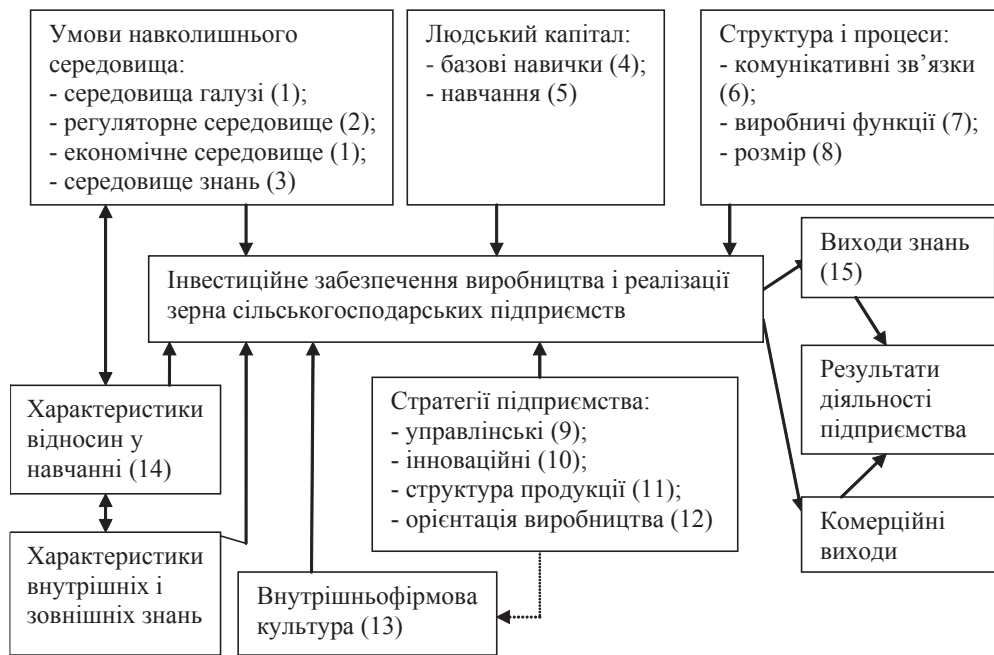 Умови навколишнього
середовища:
- середовища галузі (1);
- регуляторне середовище (2);
- економічне середовище (1);
- середовище знань (3)
Людський капітал:
- базові навички (4);
- навчання (5)
Структура і процеси:
- комунікативні зв’язки
(6);
- виробничі функції (7);
- розмір (8)
Інвестиційне забезпечення виробництва і реалізації
зерна сільськогосподарських підприємств
Виходи знань
(15)
Результати
діяльності
підприємства
Комерційні
виходи
Характеристики
відносин у
навчанні (14)
Стратегії підприємства:
- управлінські (9);
- інноваційні (10);
- структура продукції (11);
- орієнтація виробництва (12)
Характеристики
внутрішніх і
зовнішніх знань
Внутрішньофірмова
культура (13)